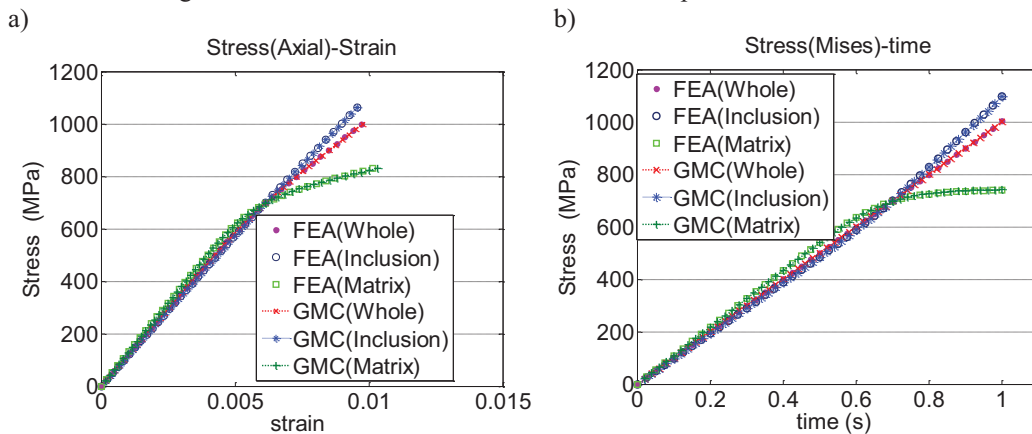 a)
Stress(Axial)-Strain
1200
1000
800
600
400
200
0
Stress (MPa)
0
0.005
0.01
0.015
strain
FEA(Whole)
FEA(Inclusion)
FEA(Matrix)
GMC(Whole)
GMC(Inclusion)
GMC(Matrix)
b)
Stress(Mises)-time
1200
1000
800
600
400
200
0
Stress (MPa)
0
0.2
0.4
0.6
0.8
1
time (s)
FEA(Whole)
FEA(Inclusion)
FEA(Matrix)
GMC(Whole)
GMC(Inclusion)
GMC(Matrix)